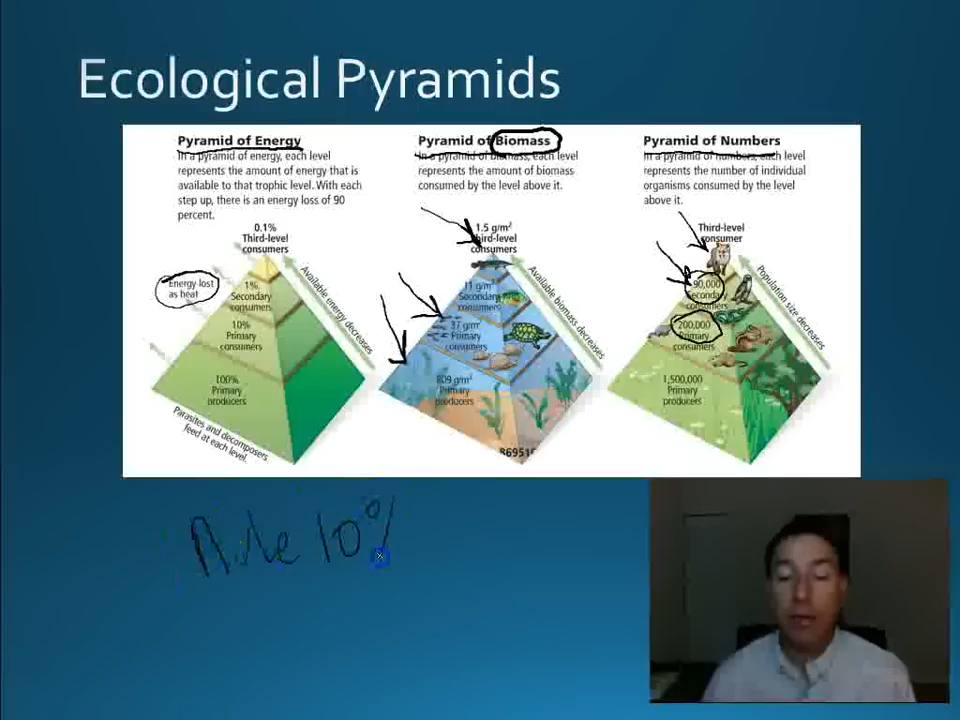 Ecological Pyramids
Pyramid of Energy
In a pyramid of energy, each level
represents the amount of energy that is
available to that trophic level. With each
step up, there is an energy loss of 90
percent.
0.1%
Third-level
consumers
Energy lost
as heat
1%
Secondary
consumers
10%
Primary
consumers
100%
Primary
producers
Available energy decreases
Parasites and decomposers
feed at each level.
Pyramid of Biomass
In a pyramid of biomass, each level
represents the amount of biomass
consumed by the level above it.
1.5 g/m²
Third-level
consumers
11 g/m²
Secondary
consumers
37 g/m²
Primary
consumers
809 g/m²
Primary
producers
Available biomass decreases
Pyramid of Numbers
In a pyramid of numbers, each level
represents the number of individual
organisms consumed by the level
above it.
Third-level
consumer
90,000
Secondary
consumers
200,000
Primary
consumers
1,500,000
Primary
producers
Population size decreases
Rule 10%